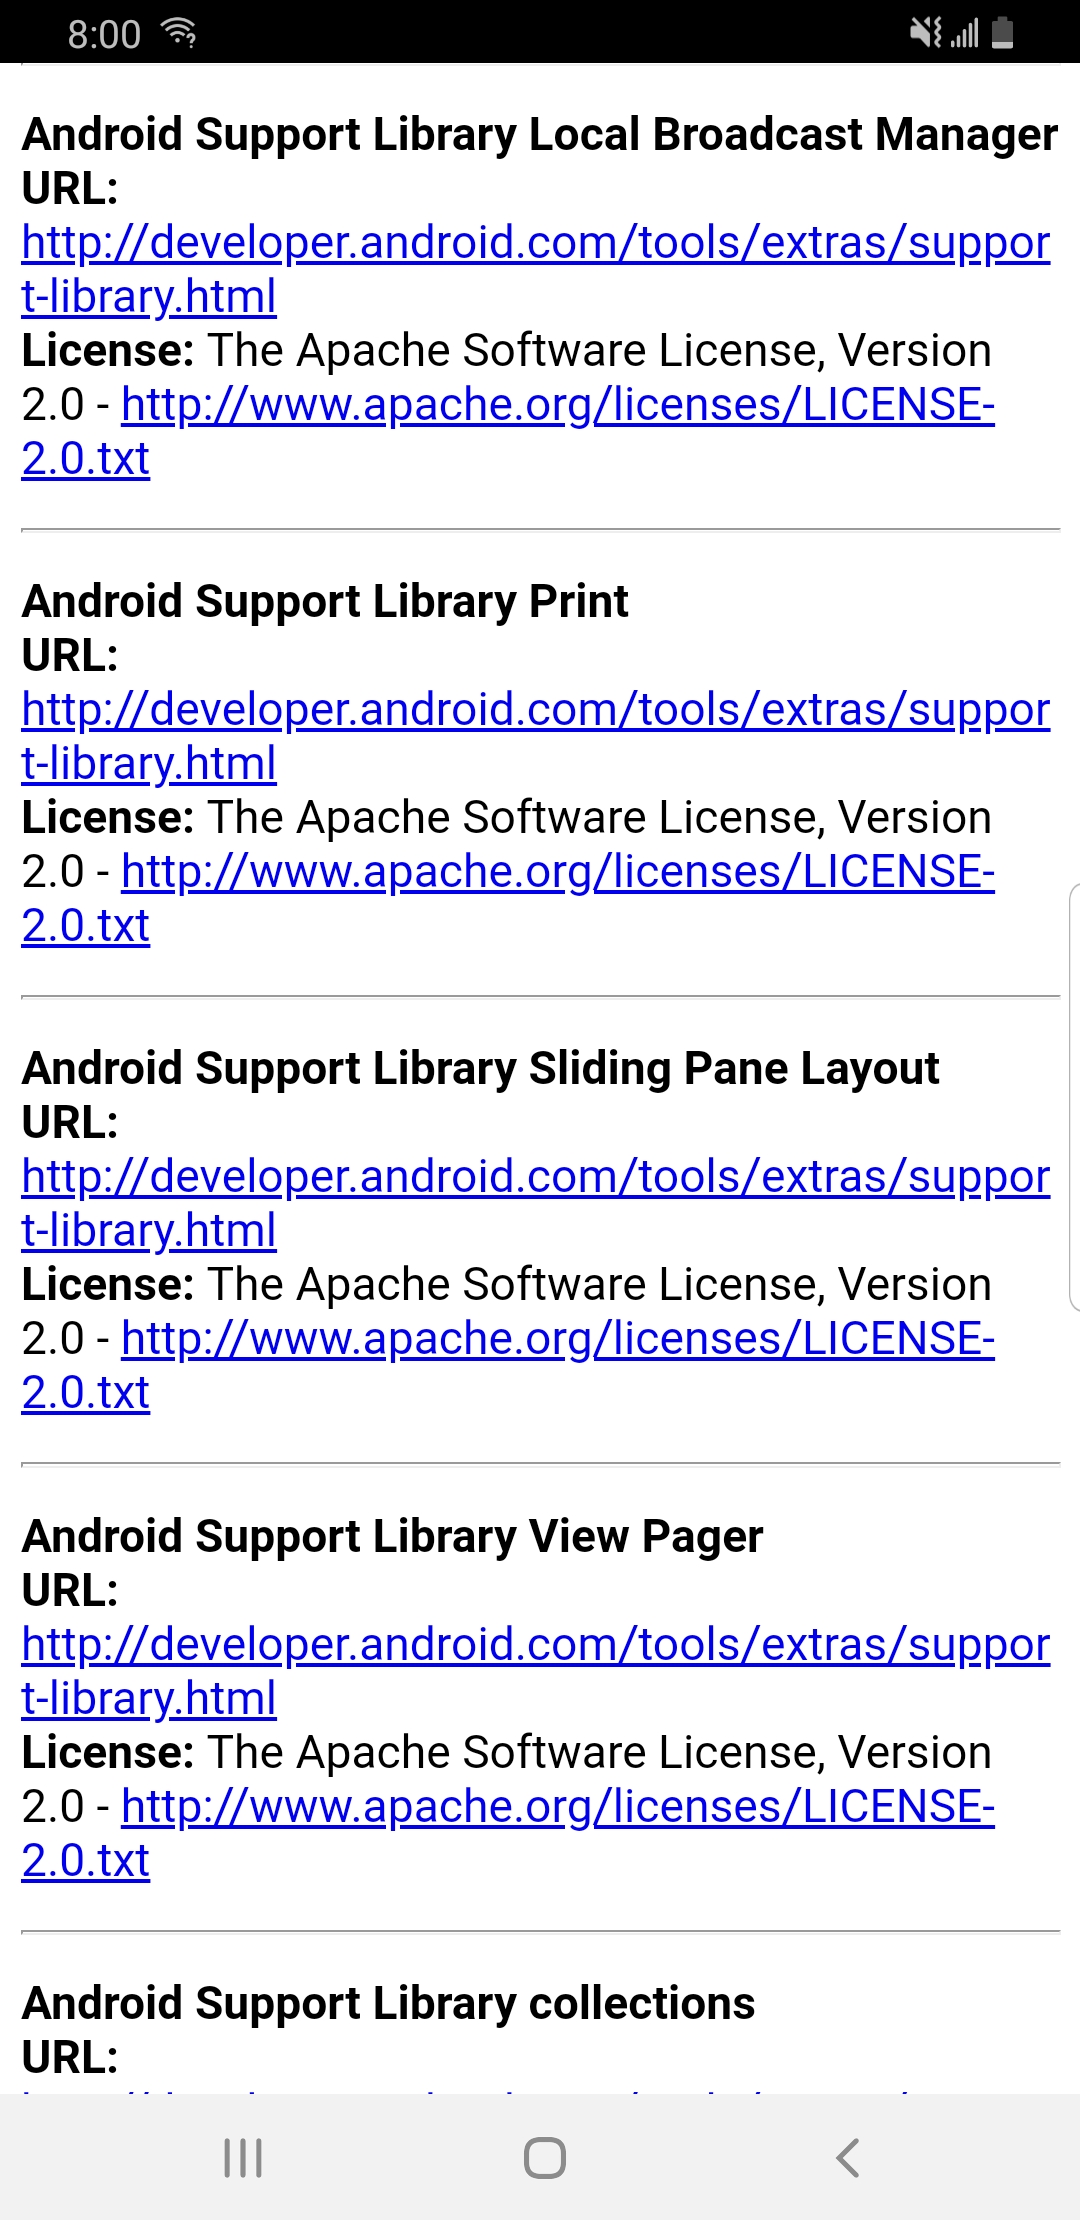 8:00
Android Support Library Local Broadcast Manager
URL:
http://developer.android.com/tools/extras/suppor
t-library.html
License: The Apache Software License, Version
2.0 - http://www.apache.org/licenses/LICENSE-
2.0.txt
Android Support Library Print
URL:
http://developer.android.com/tools/extras/suppor
t-library.html
License: The Apache Software License, Version
2.0 - http://www.apache.org/licenses/LICENSE-
2.0.txt
Android Support Library Sliding Pane Layout
URL:
http://developer.android.com/tools/extras/suppor
t-library.html
License: The Apache Software License, Version
2.0 - http://www.apache.org/licenses/LICENSE-
2.0.txt
Android Support Library View Pager
URL:
http://developer.android.com/tools/extras/suppor
t-library.html
License: The Apache Software License, Version
2.0 - http://www.apache.org/licenses/LICENSE-
2.0.txt
Android Support Library collections
URL: